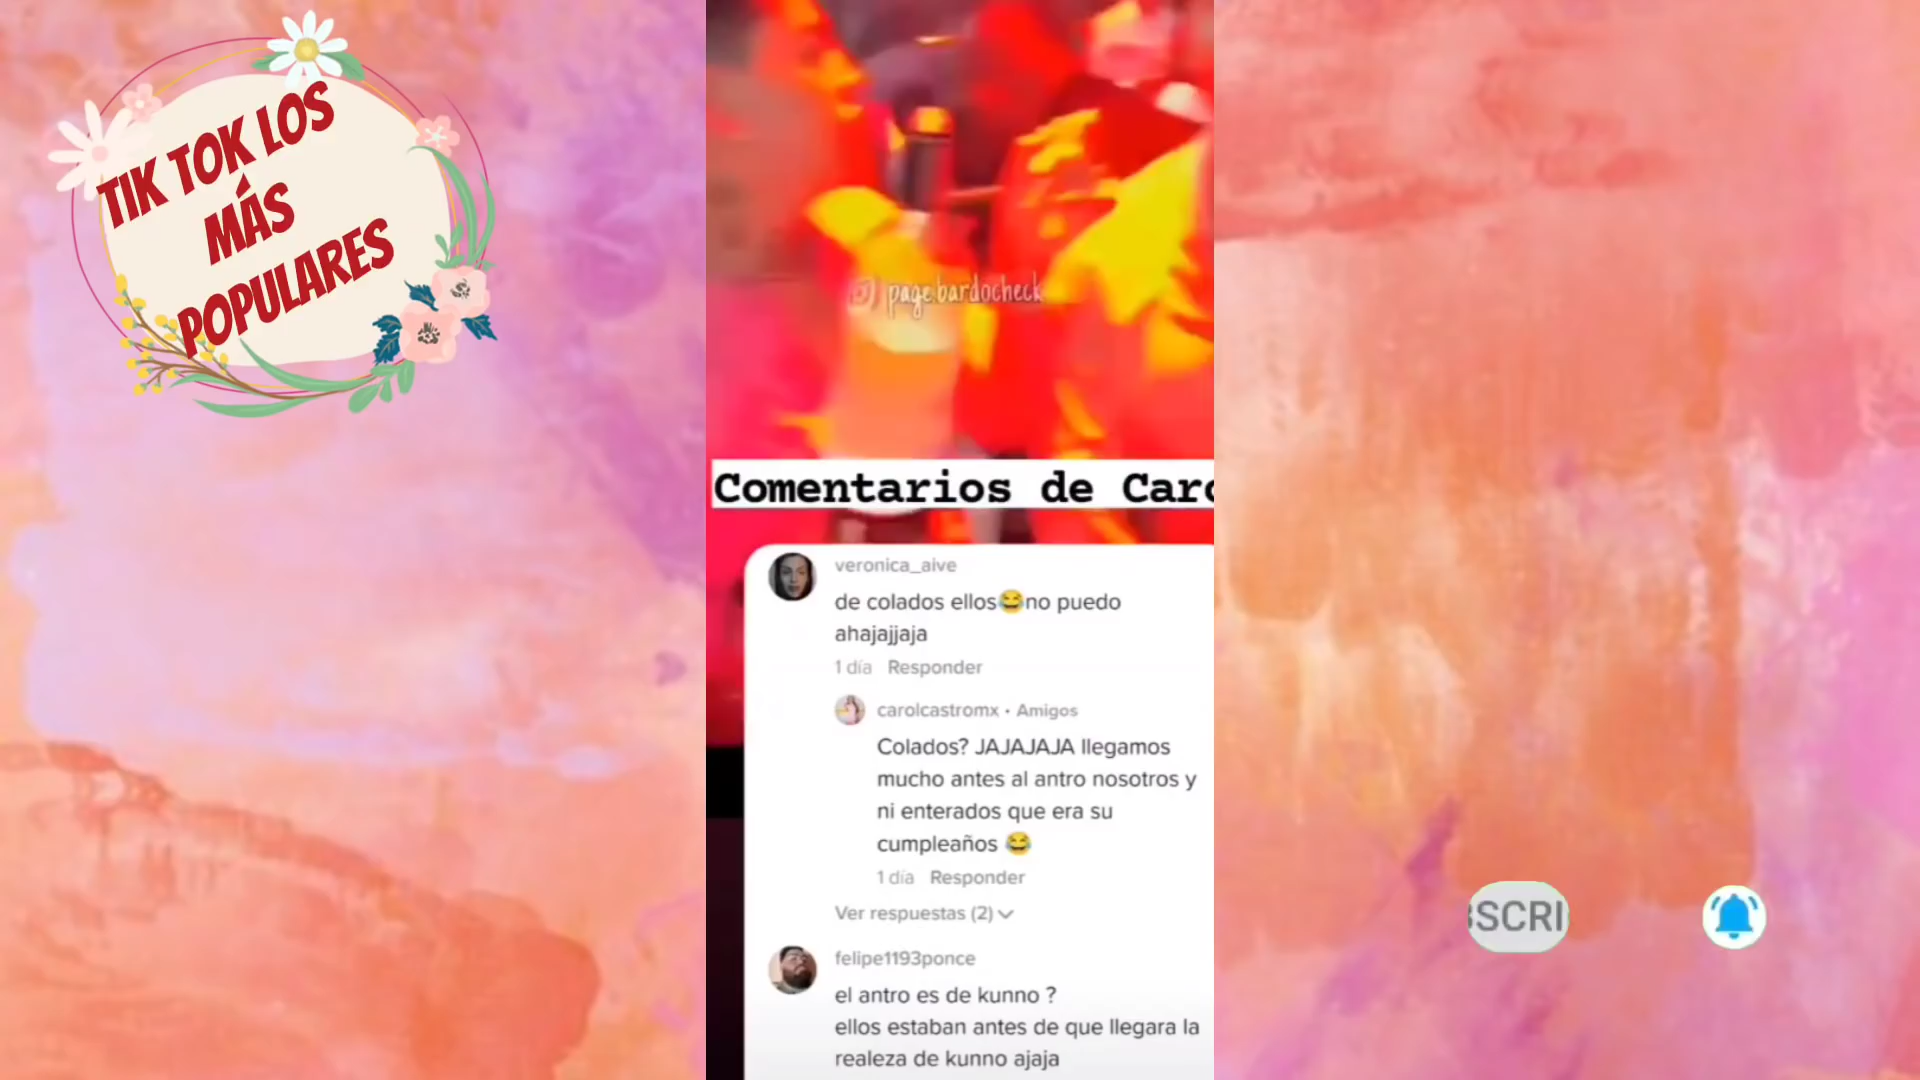 TIK TOK LOS
MÁS
POPULARES
page.bardocheck
Comentarios de Caro
veronica_aive
de colados ellos😂no puedo
ahajajjaja
1 día Responder
carolcastromx • Amigos
Colados? JAJAJAJA llegamos
mucho antes al antro nosotros y
ni enterados que era su
cumpleaños 😂
1 día Responder
Ver respuestas (2)
felipe1193ponce
el antro es de kunno ?
ellos estaban antes de que llegara la
realeza de kunno ajaja
SCRI